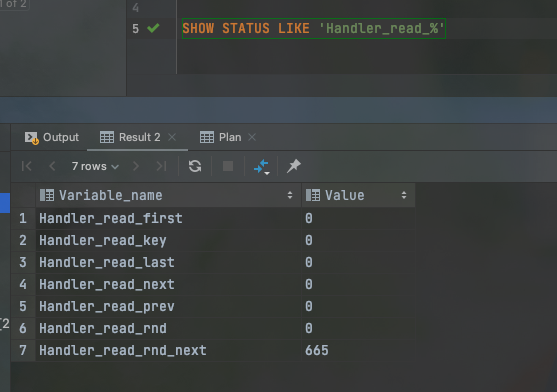 1 of 2
4
5 SHOW STATUS LIKE 'Handler_read_%'
Output Result 2 Plan
7 rows
Variable_name Value
1 Handler_read_first 0
2 Handler_read_key 0
3 Handler_read_last 0
4 Handler_read_next 0
5 Handler_read_prev 0
6 Handler_read_rnd 0
[2
7 Handler_read_rnd_next 665